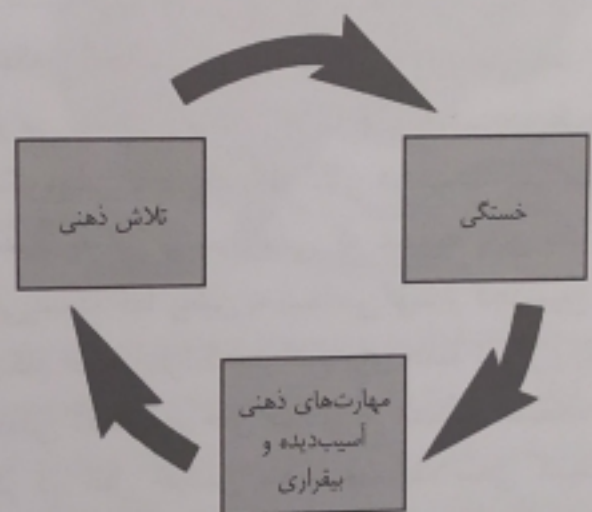 تلاش ذهنی
خستگی
مهارت‌های ذهنی
آسیب‌دیده و
بیقراری